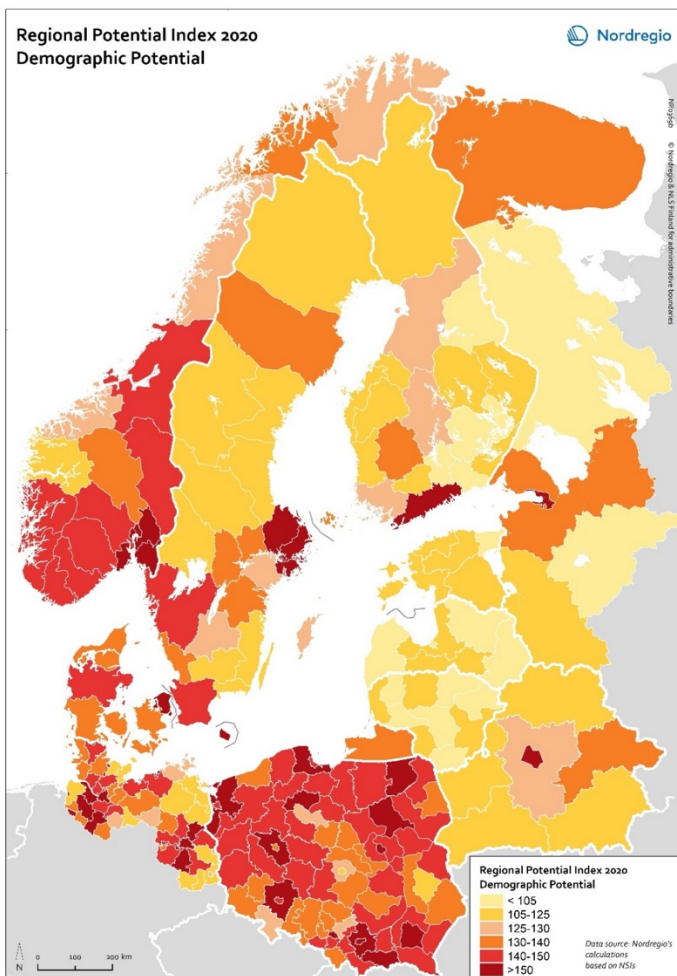 Regional Potential Index 2020
Demographic Potential
Nordregio
© Nordregio & NLS Finland for administrative boundaries
Regional Potential Index 2020
Demographic Potential
< 105
105-125
125-130
130-140
140-150
>150
Data source: Nordregio's
calculations
based on NSIs
N
0 100 200 km